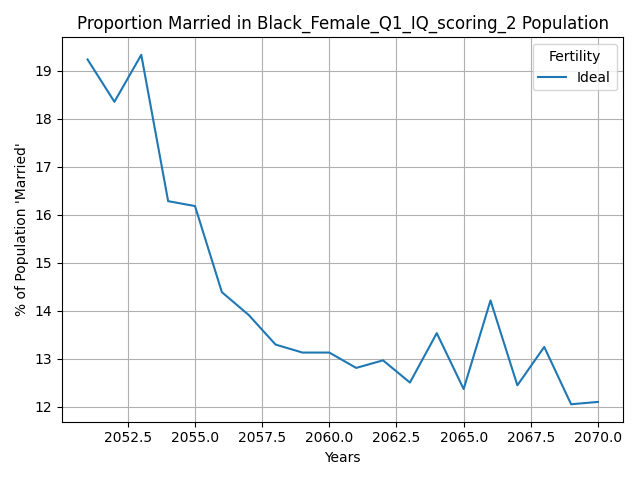 Proportion Married in Black_Female_Q1_IQ_scoring_2 Population
Fertility
Ideal
% of Population 'Married'
19
18
17
16
15
14
13
12
2052.5 2055.0 2057.5 2060.0 2062.5 2065.0 2067.5 2070.0
Years